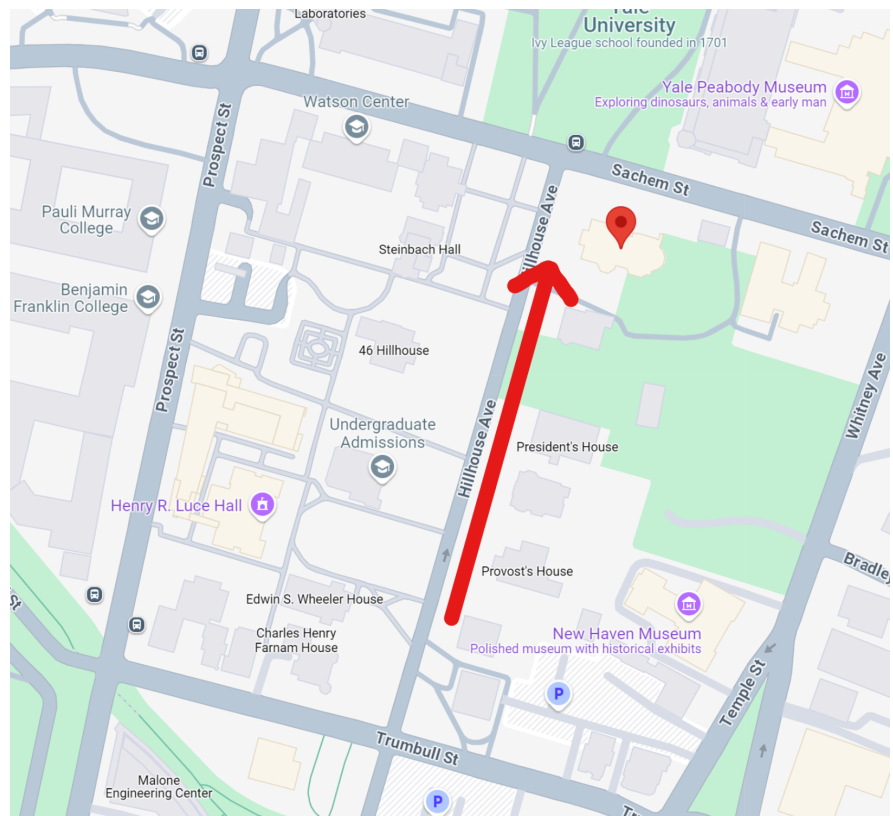 Laboratories
Yale
University
Ivy League school founded in 1701
Yale Peabody Museum
Exploring dinosaurs, animals & early man
Watson Center
Prospect St
Sachem St
Hillhouse Ave
Pauli Murray
College
Sachem St
Steinbach Hall
Benjamin
Franklin College
46 Hillhouse
Prospect St
Whitney Ave
Undergraduate
Admissions
Hillhouse Ave
President's House
Henry R. Luce Hall
Provost's House
Bradley
St
Edwin S. Wheeler House
Charles Henry
Farnam House
New Haven Museum
Polished museum with historical exhibits
P
Temple St
Trumbull St
Malone
Engineering Center
P
Tr